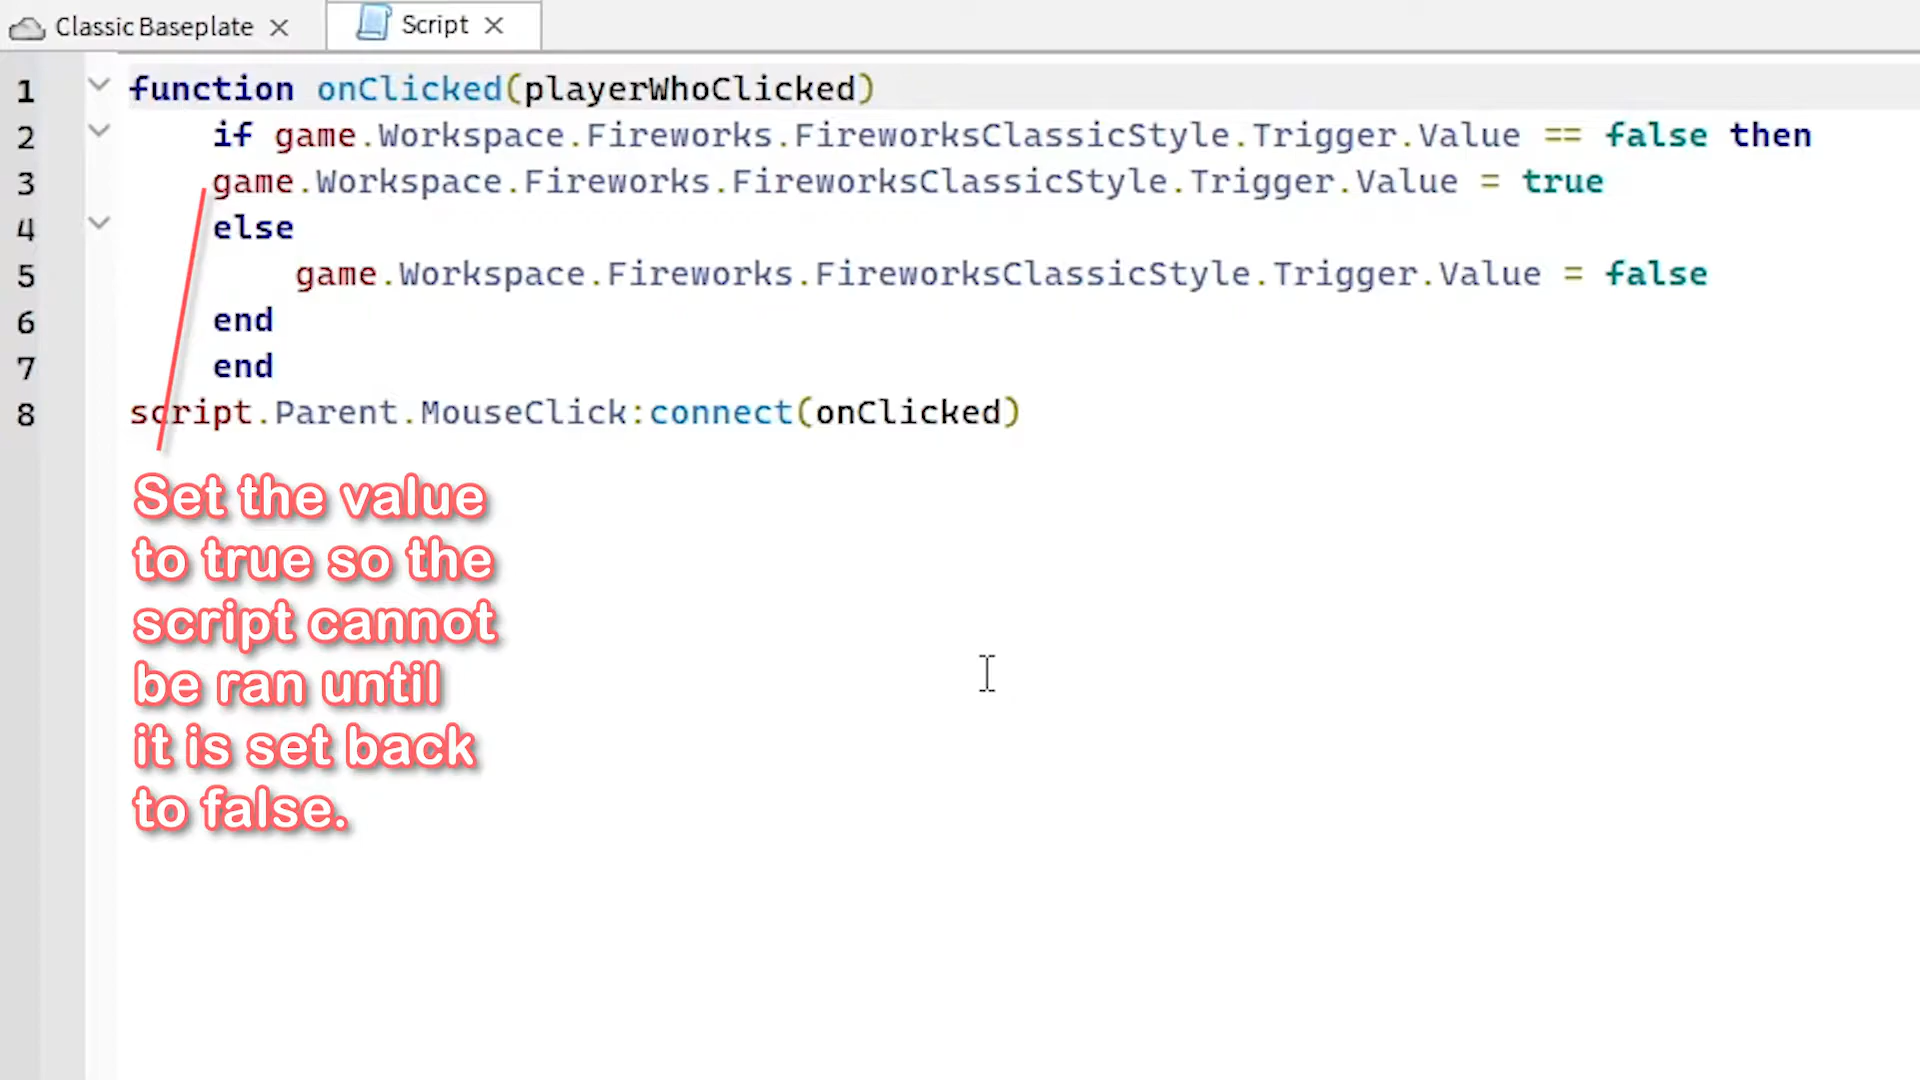 Classic Baseplate
Script
1 function onClicked(playerWhoClicked)
2 if game.Workspace.Fireworks.FireworksClassicStyle.Trigger.Value == false then
3 game.Workspace.Fireworks.FireworksClassicStyle.Trigger.Value = true
4 else
5 game.Workspace.Fireworks.FireworksClassicStyle.Trigger.Value = false
6 end
7 end
8 script.Parent.MouseClick:connect(onClicked)
Set the value
to true so the
script cannot
be ran until
it is set back
to false.